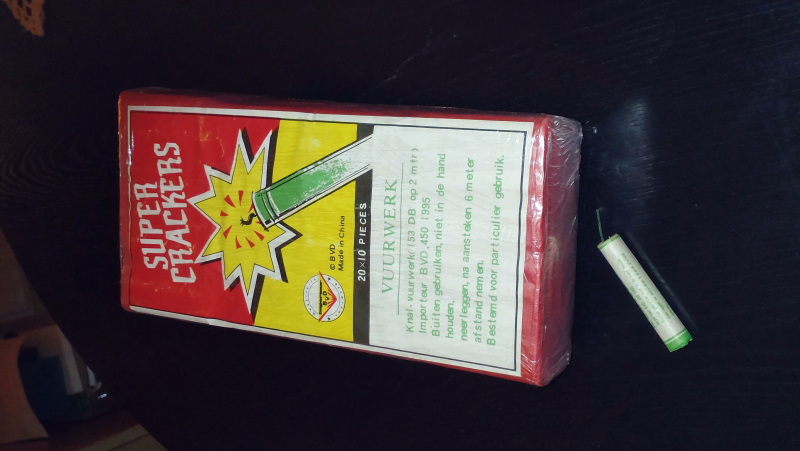 SUPER
CRACKERS
BVD
© BVD
Made in China
20×10 PIECES
VUURWERK
Knal-vuurwerk(153 DB op 2 mtr)
Importeur BVD.450 1995
Buiten gebruiken, niet in de hand
houden,
neerleggen, na aansteken 6 meter
afstand nemen.
Bestemd voor particulier gebruik.